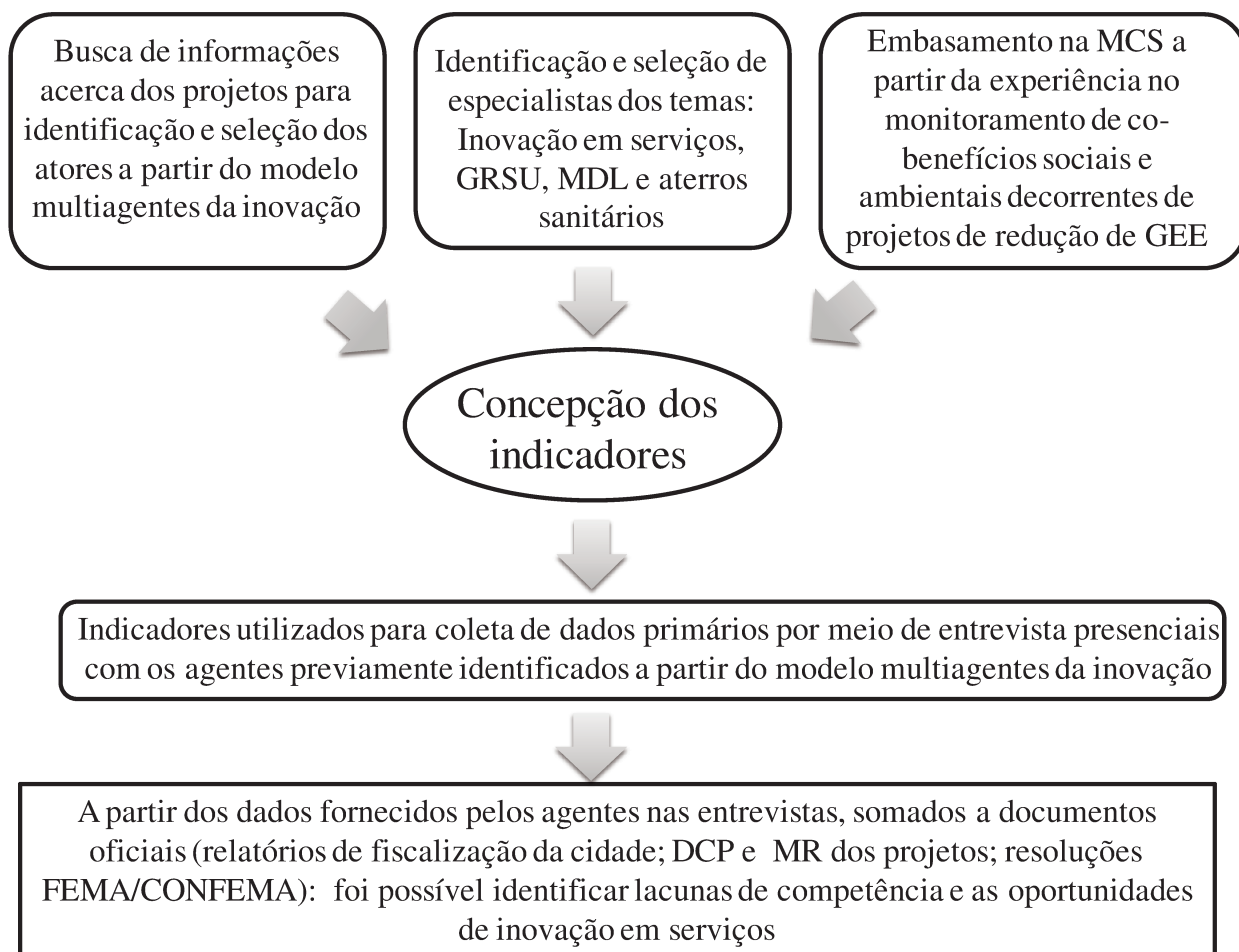 Busca de informações
acerca dos projetos para
identificação e seleção dos
atores a partir do modelo
multiagentes da inovação
Identificação e seleção de
especialistas dos temas:
Inovação em serviços,
GRSU, MDL e aterros
sanitários
Embasamento na MCS a
partir da experiência no
monitoramento de co-
benefícios sociais e
ambientais decorrentes de
projetos de redução de GEE
Concepção dos
indicadores
Indicadores utilizados para coleta de dados primários por meio de entrevista presenciais
com os agentes previamente identificados a partir do modelo multiagentes da inovação
A partir dos dados fornecidos pelos agentes nas entrevistas, somados a documentos
oficiais (relatórios de fiscalização da cidade; DCP e MR dos projetos; resoluções
FEMA/CONFEMA): foi possível identificar lacunas de competência e as oportunidades
de inovação em serviços